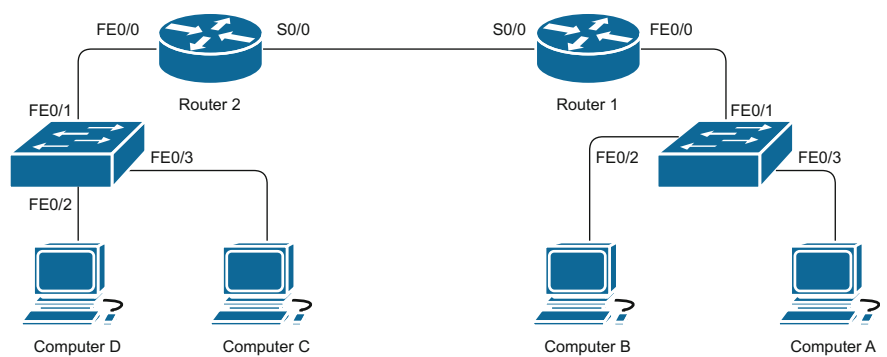 FE0/0
S0/0
S0/0
FE0/0
Router 2
Router 1
FE0/1
FE0/1
FE0/3
FE0/2
FE0/3
FE0/2
Computer D
Computer C
Computer B
Computer A